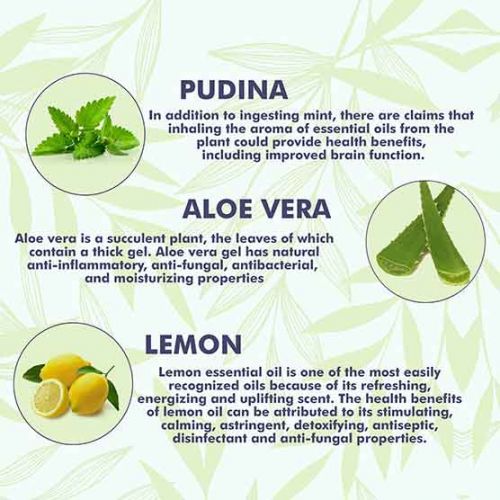 PUDINA
In addition to ingesting mint, there are claims that
inhaling the aroma of essential oils from the
plant could provide health benefits,
including improved brain function.
ALOE VERA
Aloe vera is a succulent plant, the leaves of which
contain a thick gel. Aloe vera gel has natural
anti-inflammatory, anti-fungal, antibacterial,
and moisturizing properties
LEMON
Lemon essential oil is one of the most easily
recognized oils because of its refreshing,
energizing and uplifting scent. The health benefits
of lemon oil can be attributed to its stimulating,
calming, astringent, detoxifying, antiseptic,
disinfectant and anti-fungal properties.